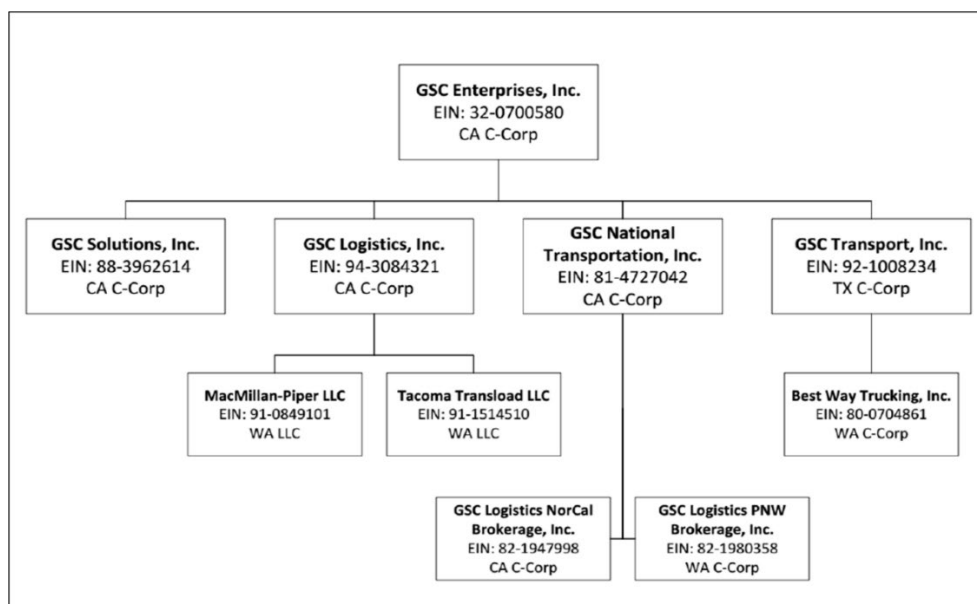 GSC Enterprises, Inc.
EIN: 32-0700580
CA C-Corp
GSC Solutions, Inc.
EIN: 88-3962614
CA C-Corp
GSC Logistics, Inc.
EIN: 94-3084321
CA C-Corp
GSC National
Transportation, Inc.
EIN: 81-4727042
CA C-Corp
GSC Transport, Inc.
EIN: 92-1008234
TX C-Corp
MacMillan-Piper LLC
EIN: 91-0849101
WA LLC
Tacoma Transload LLC
EIN: 91-1514510
WA LLC
Best Way Trucking, Inc.
EIN: 80-0704861
WA C-Corp
GSC Logistics NorCal
Brokerage, Inc.
EIN: 82-1947998
CA C-Corp
GSC Logistics PNW
Brokerage, Inc.
EIN: 82-1980358
WA C-Corp